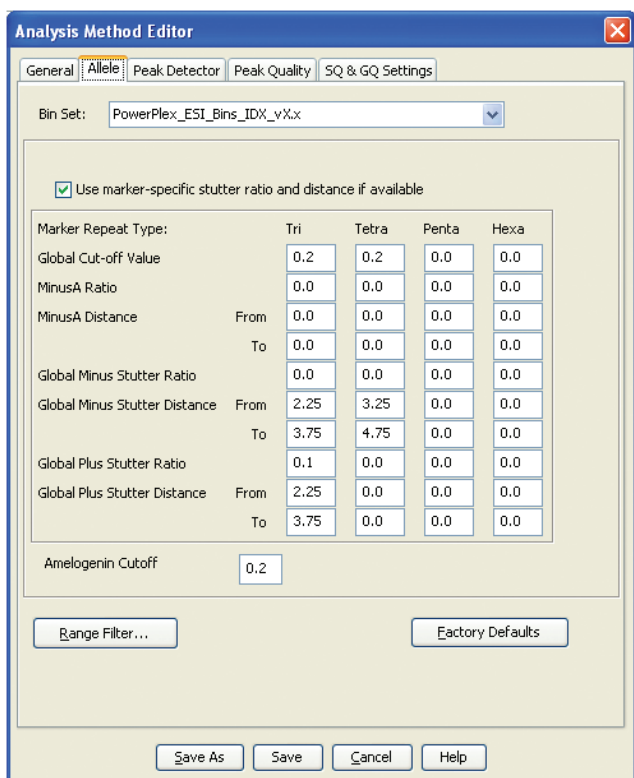 Analysis Method Editor
General Allele Peak Detector Peak Quality SQ & GQ Settings
Bin Set: PowerPlex_ESI_Bins_IDX_vX.x
Use marker-specific stutter ratio and distance if available
Marker Repeat Type: Tri Tetra Penta Hexa
Global Cut-off Value 0.2 0.2 0.0 0.0
MinusA Ratio 0.0 0.0 0.0 0.0
MinusA Distance From 0.0 0.0 0.0 0.0
To 0.0 0.0 0.0 0.0
Global Minus Stutter Ratio 0.0 0.0 0.0 0.0
Global Minus Stutter Distance From 2.25 3.25 0.0 0.0
To 3.75 4.75 0.0 0.0
Global Plus Stutter Ratio 0.1 0.0 0.0 0.0
Global Plus Stutter Distance From 2.25 0.0 0.0 0.0
To 3.75 0.0 0.0 0.0
Amelogenin Cutoff 0.2
Range Filter... Factory Defaults
Save As Save Cancel Help